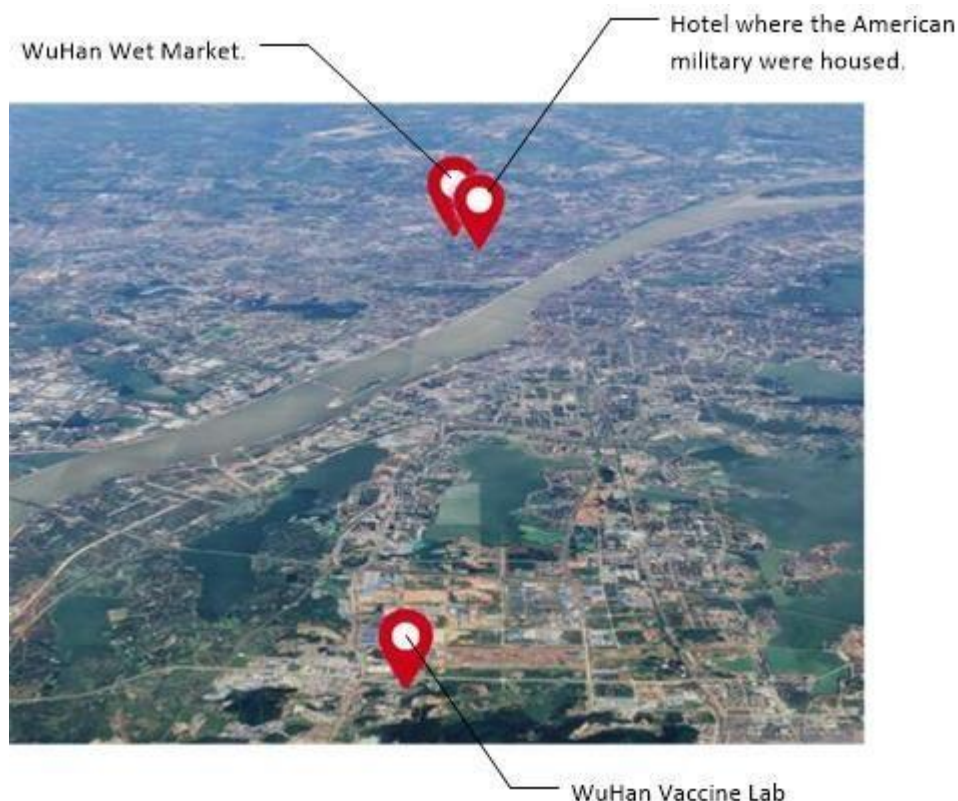 WuHan Wet Market.
Hotel where the American
military were housed.
WuHan Vaccine Lab